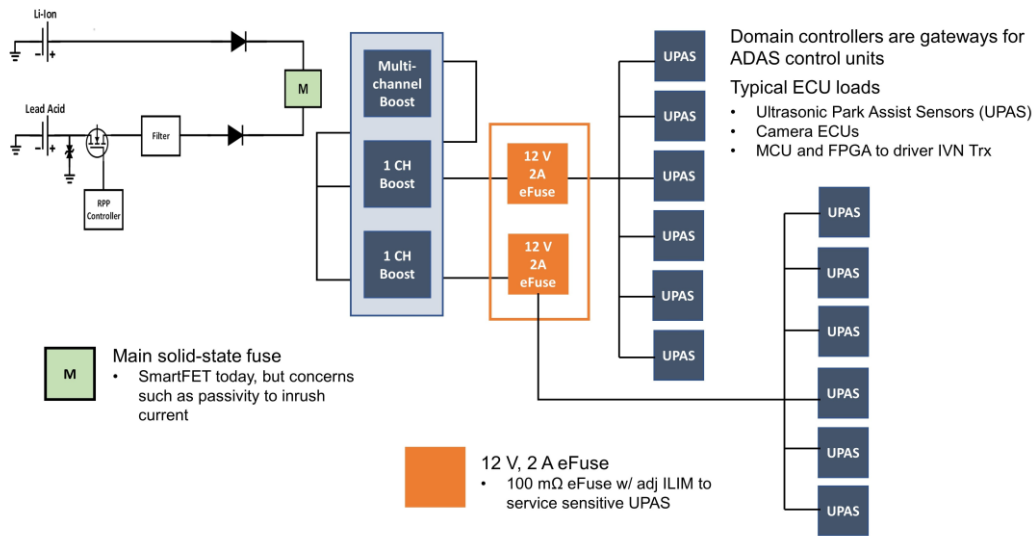 Li-Ion
- +
M
Lead Acid
- +
Filter
RPP
Controller
Multi-
channel
Boost
1 CH
Boost
1 CH
Boost
12 V
2A
eFuse
12 V
2A
eFuse
UPAS
UPAS
UPAS
UPAS
UPAS
UPAS
Domain controllers are gateways for
ADAS control units
Typical ECU loads
• Ultrasonic Park Assist Sensors (UPAS)
• Camera ECUs
• MCU and FPGA to driver IVN Trx
UPAS
UPAS
UPAS
UPAS
UPAS
UPAS
M
Main solid-state fuse
• SmartFET today, but concerns
such as passivity to inrush
current
12 V, 2 A eFuse
• 100 mΩ eFuse w/ adj ILIM to
service sensitive UPAS